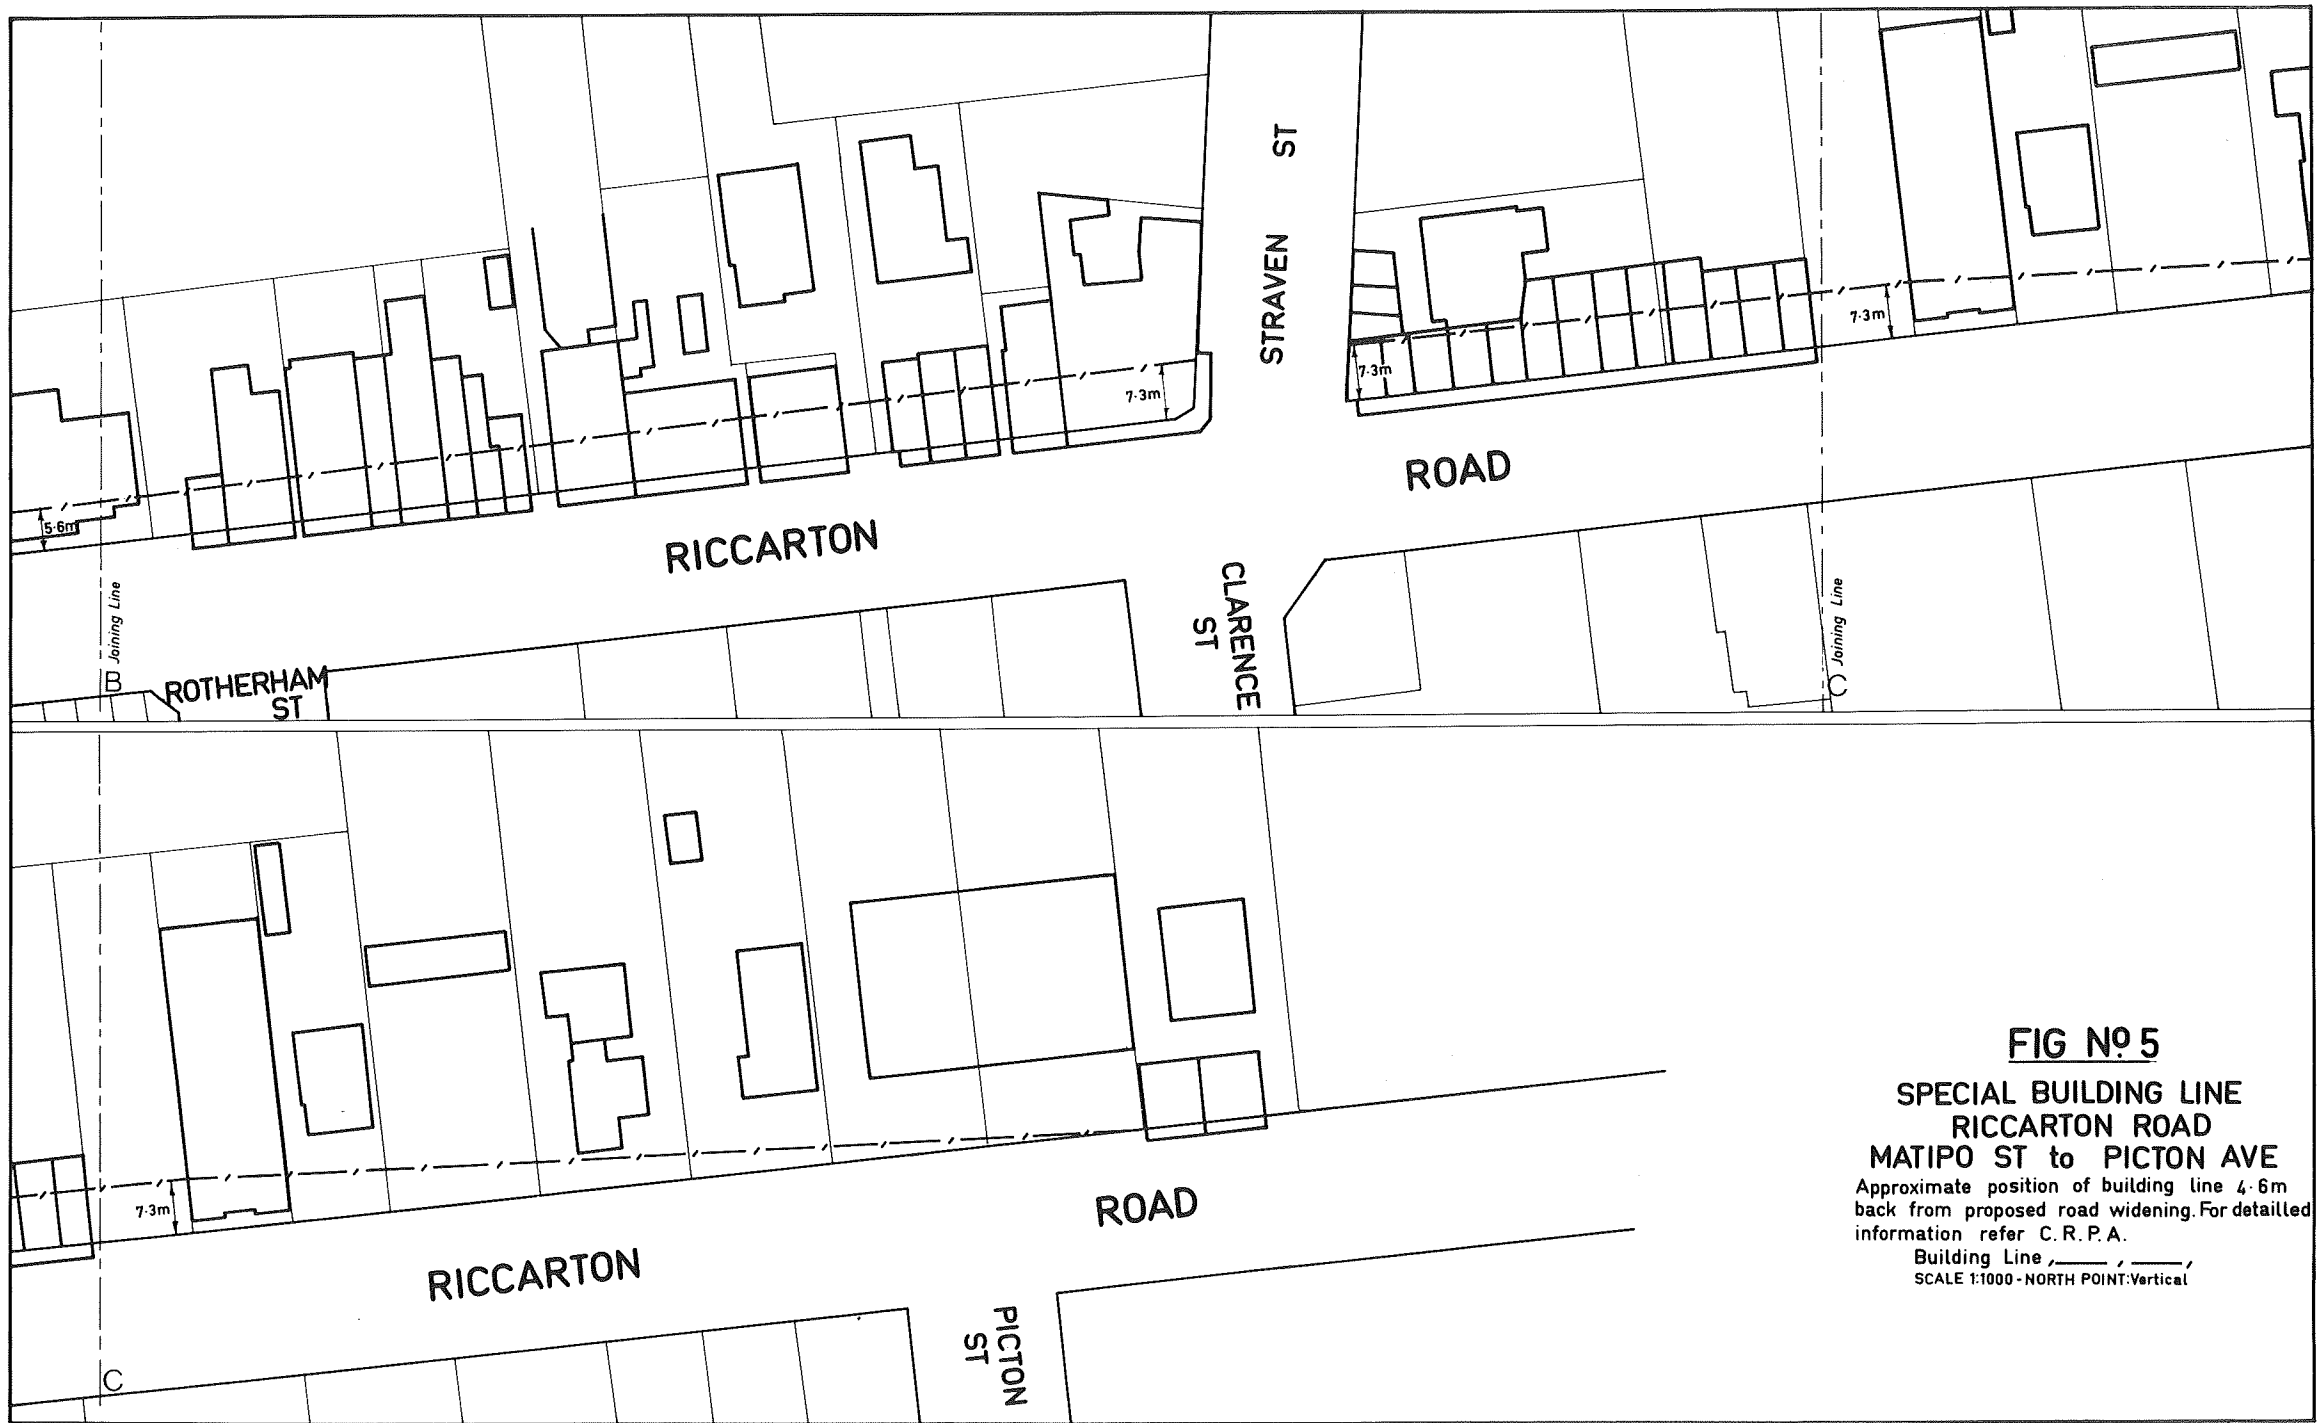 STRAVEN ST
7·3m
7·3m
7·3m
5·6m
RICCARTON
ROAD
B Joining Line
ROTHERHAM
ST
CLARENCE
ST
C Joining Line
7·3m
RICCARTON
ROAD
PICTON
ST
C
FIG Nº 5
SPECIAL BUILDING LINE
RICCARTON ROAD
MATIPO ST to PICTON AVE
Approximate position of building line 4·6m
back from proposed road widening. For detailled
information refer C.R.P.A.
Building Line
SCALE 1:1000 - NORTH POINT:Vertical